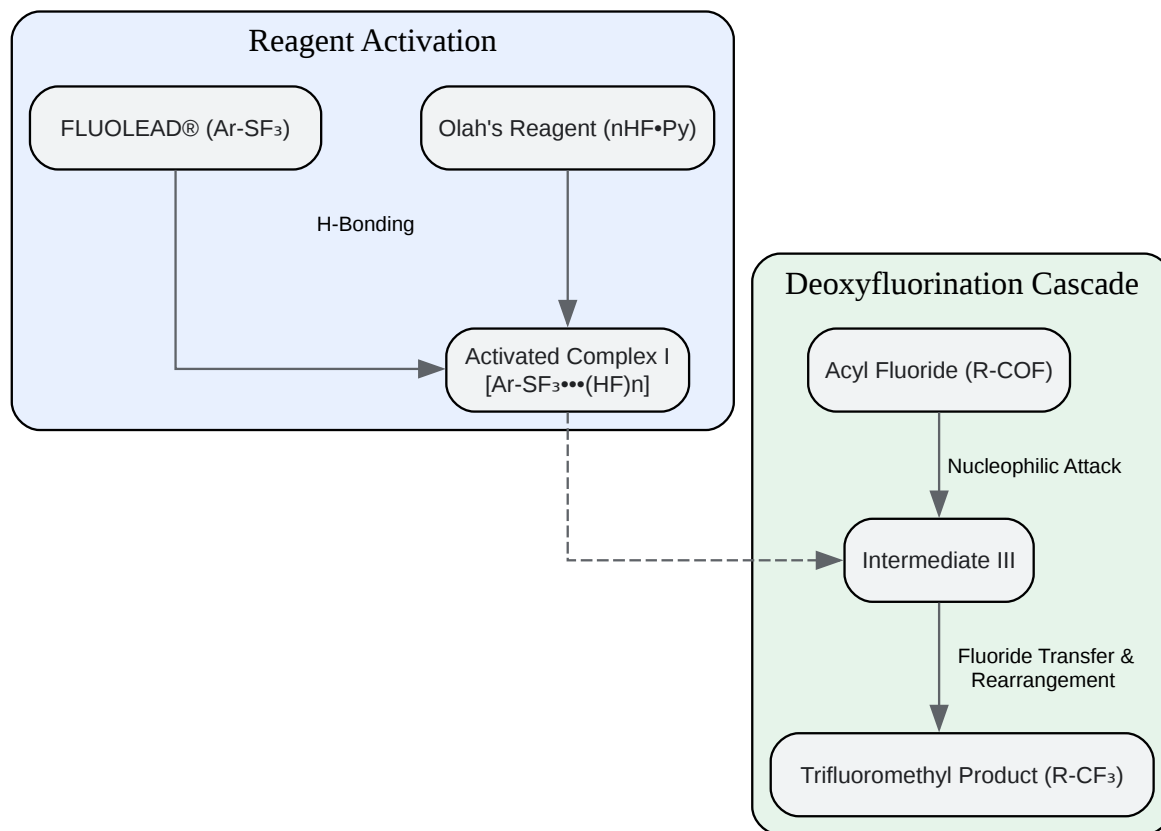 Reagent Activation
FLUOLEAD® (Ar-SF₃)
Olah's Reagent (nHF•Py)
H-Bonding
Activated Complex I
[Ar-SF₃•••(HF)n]
Deoxyfluorination Cascade
Acyl Fluoride (R-COF)
Nucleophilic Attack
Intermediate III
Fluoride Transfer &
Rearrangement
Trifluoromethyl Product (R-CF₃)